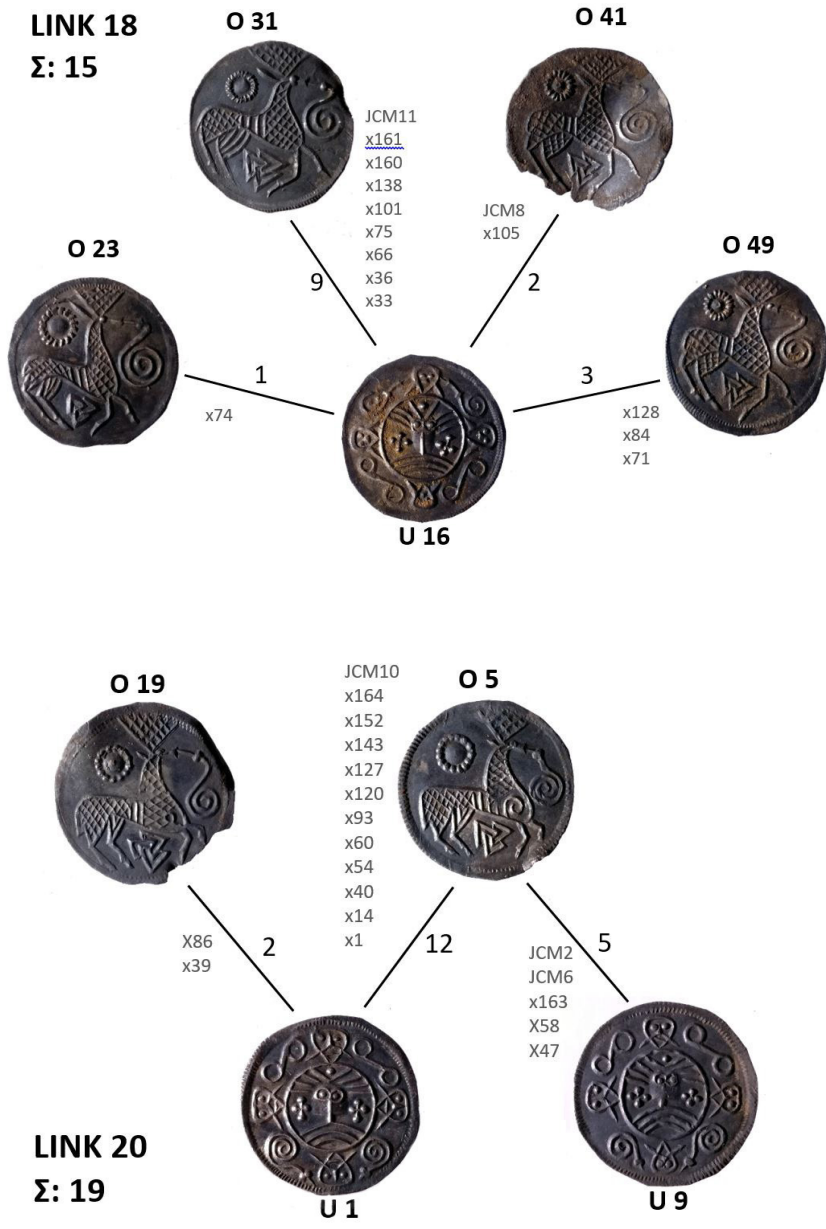 LINK 18
Σ: 15
O 31
O 41
JCM11
x161
x160
x138
x101
x75
x66
x36
x33
JCM8
x105
O 23
O 49
9
2
1
3
x74
x128
x84
x71
U 16
O 19
O 5
JCM10
x164
x152
x143
x127
x120
x93
x60
x54
x40
x14
x1
X86
x39
2
12
5
JCM2
JCM6
x163
X58
X47
LINK 20
Σ: 19
U 1
U 9